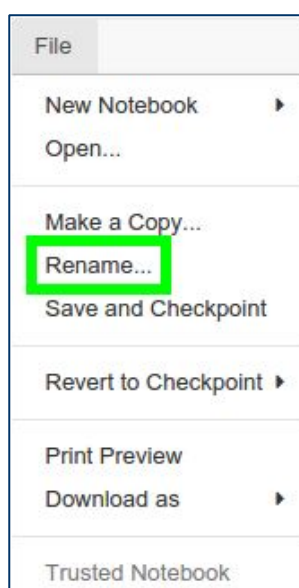 File
New Notebook
Open...
Make a Copy...
Rename...
Save and Checkpoint
Revert to Checkpoint
Print Preview
Download as
Trusted Notebook